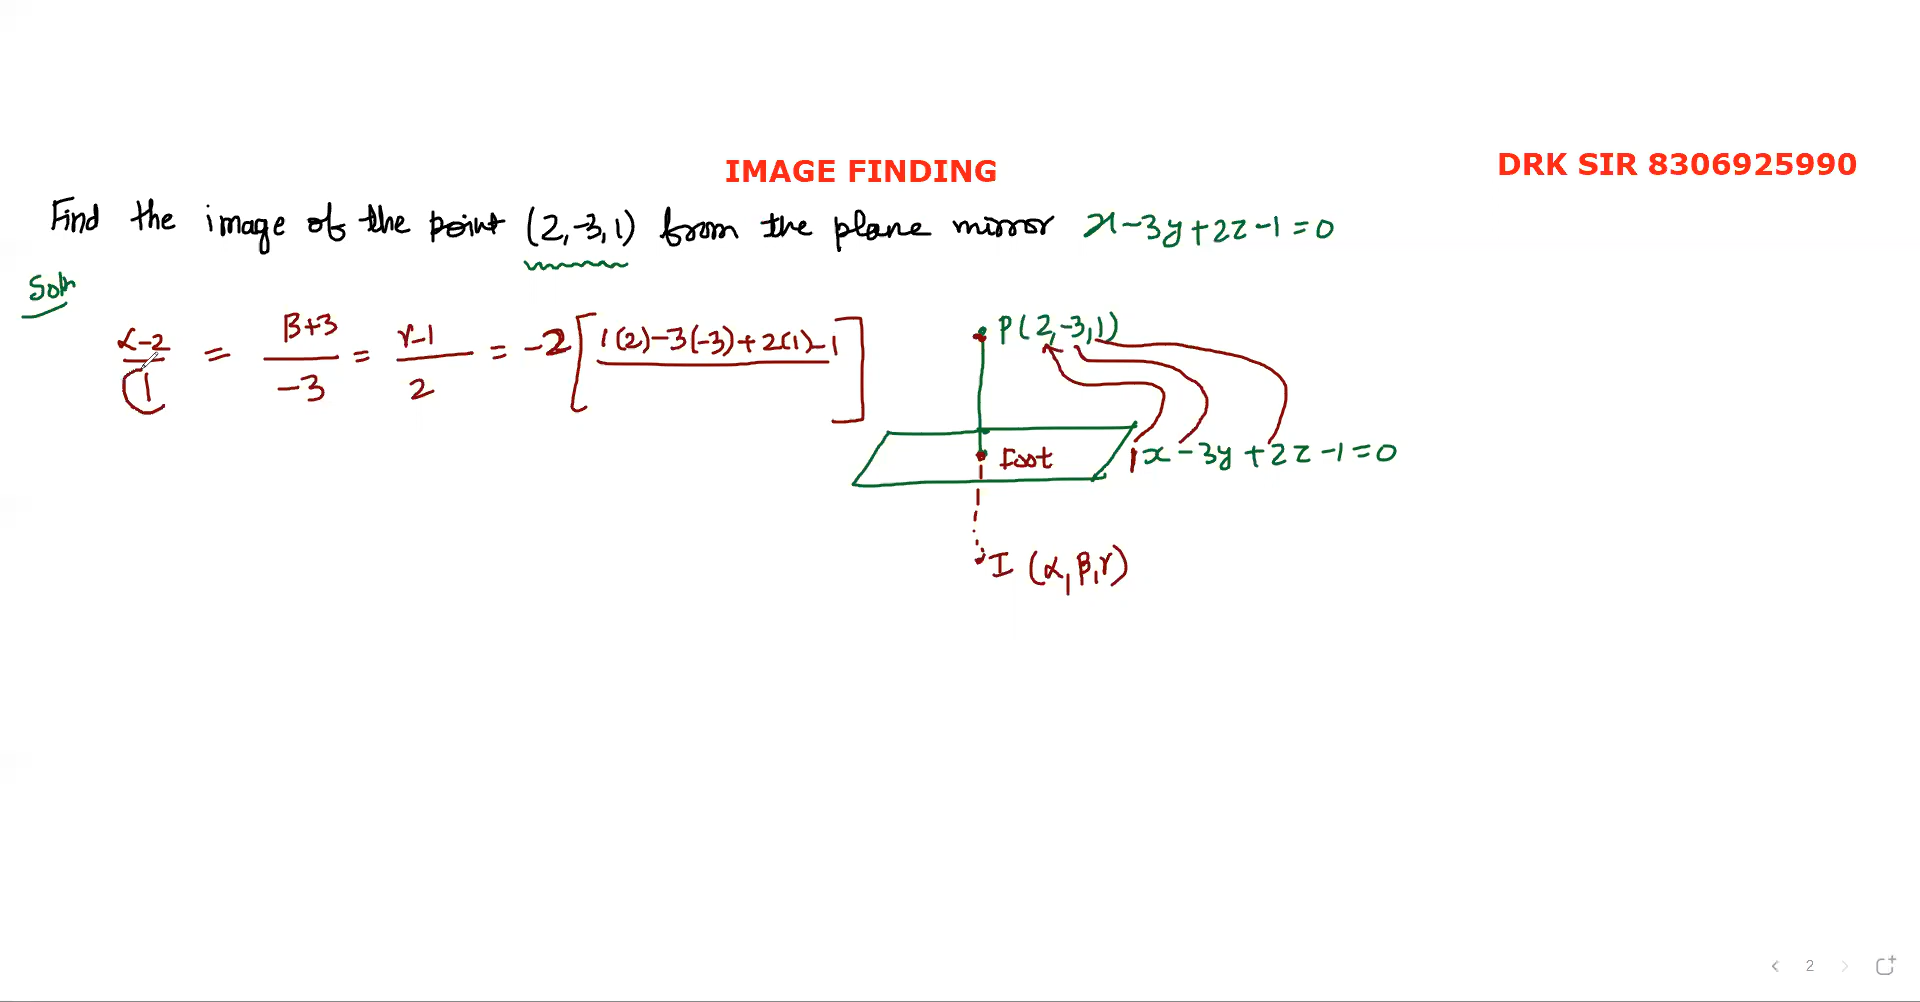 IMAGE FINDING
DRK SIR 8306925990
Find the image of the point (2,-3,1) from the plane mirror x-3y+2z-1=0
Soln
α-2/1 = β+3/-3 = γ-1/2 = -2[1(2)-3(-3)+2(1)-1/]
P(2,-3,1)
Foot
1x-3y+2z-1=0
I (α,β,γ)
2